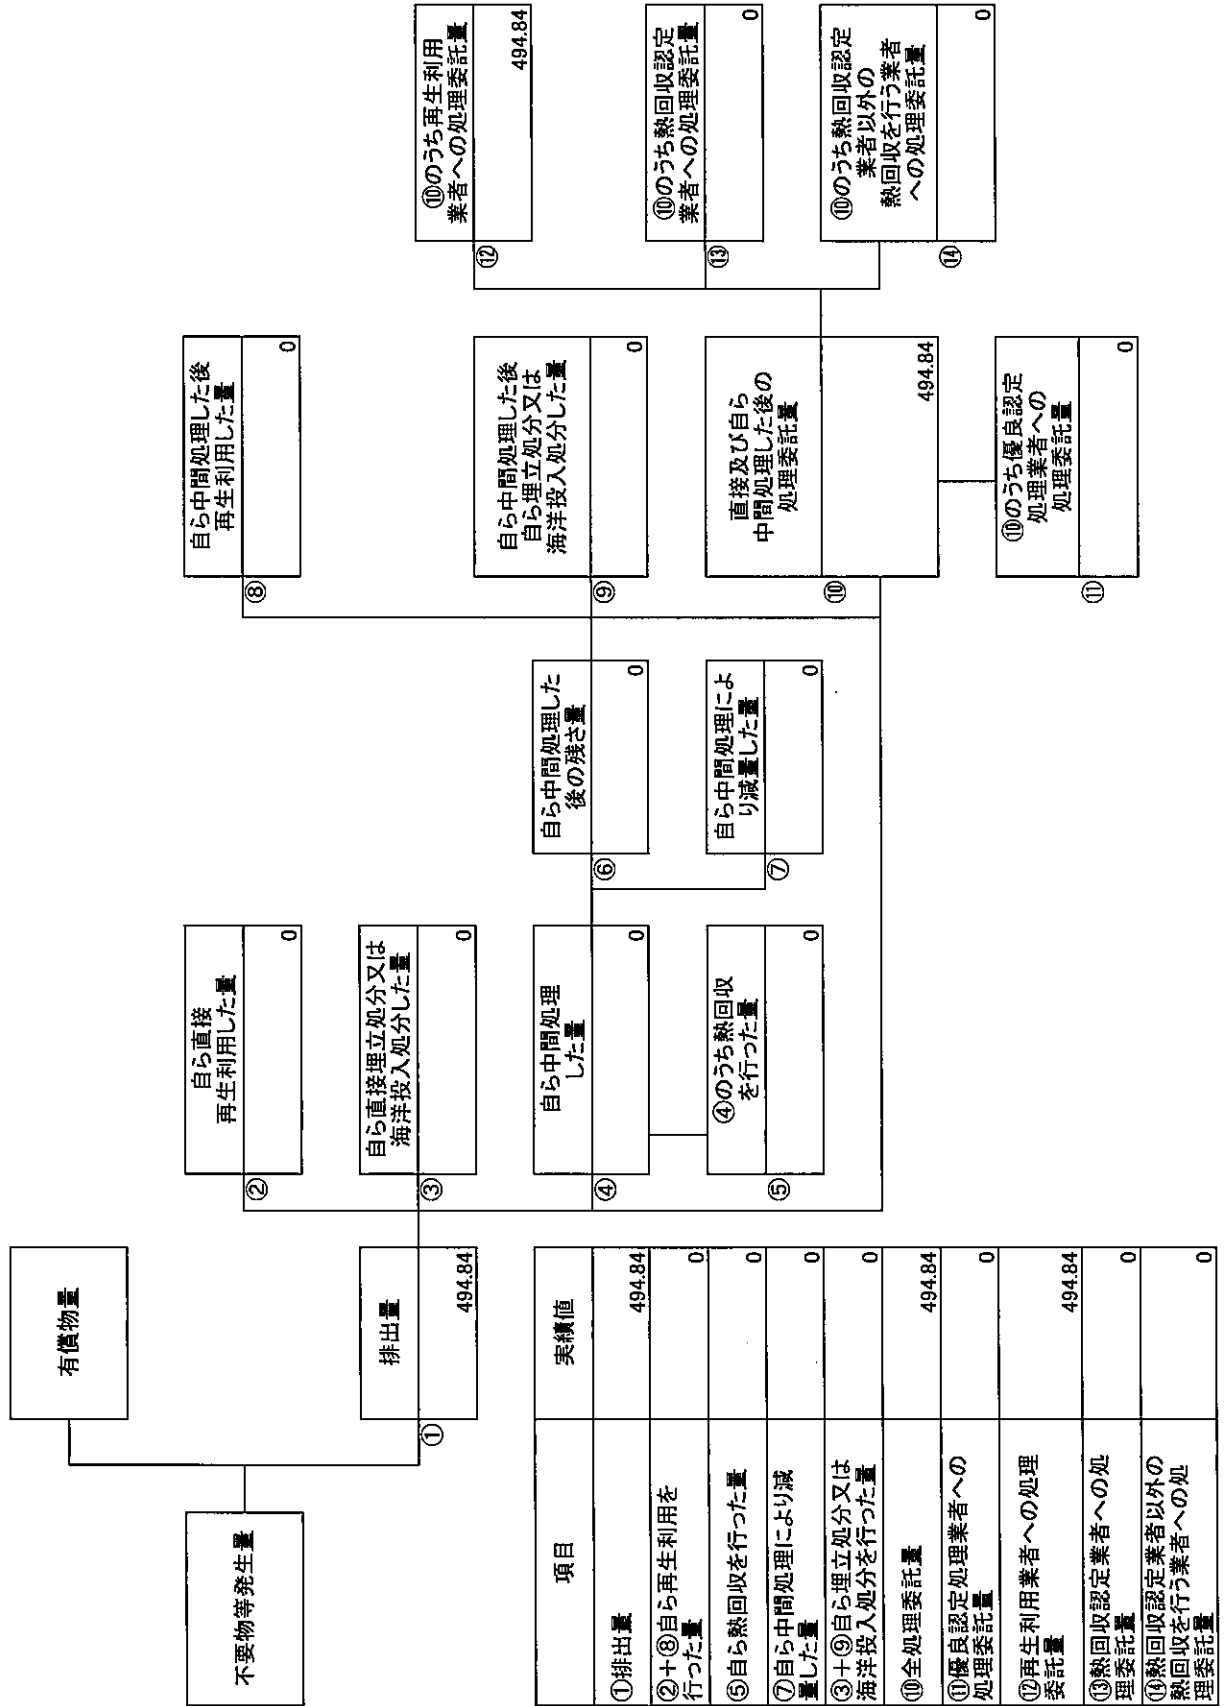 不要物等発生量
有償物量
①
排出量
494.84
②
自ら直接
再生利用した量
0
③
自ら直接埋立処分又は
海洋投入処分した量
0
④
自ら中間処理
した量
0
⑤
④のうち熱回収
を行った量
0
⑥
自ら中間処理した
後の残さ量
0
⑦
自ら中間処理によ
り減量した量
0
⑧
自ら中間処理した後
再生利用した量
0
⑨
自ら中間処理した後
自ら埋立処分又は
海洋投入処分した量
0
⑩
直接及び自ら
中間処理した後の
処理委託量
494.84
⑪
⑩のうち優良認定
処理業者への
処理委託量
0
⑫
⑩のうち再生利用
業者への処理委託量
494.84
⑬
⑩のうち熱回収認定
業者への処理委託量
0
⑭
⑩のうち熱回収認定
業者以外の
熱回収を行う業者
への処理委託量
0
項目 実績値
①排出量 494.84
②+⑧自ら再生利用を
行った量 0
⑤自ら熱回収を行った量 0
⑦自ら中間処理により減
量した量 0
③+⑨自ら埋立処分又は
海洋投入処分を行った量 0
⑩全処理委託量 494.84
⑪優良認定処理業者への
処理委託量 0
⑫再生利用業者への処理
委託量 494.84
⑬熱回収認定業者への処
理委託量 0
⑭熱回収認定業者以外の
熱回収を行う業者への処
理委託量 0